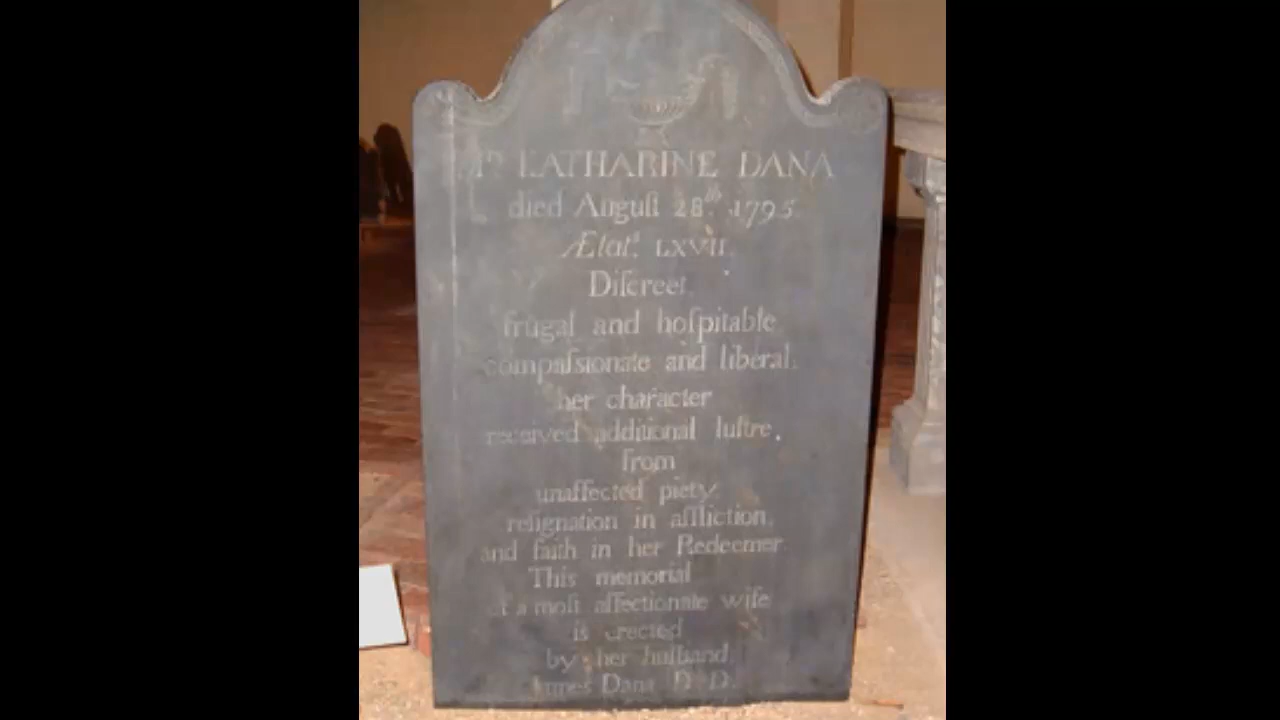 KATHARINE DANA
died Auguſt 28.th 1795.
Ætat. LXVII.
Diſcreet,
frugal and hoſpitable,
compaſsionate and liberal,
her character
received additional luſtre,
from
unaffected piety,
reſignation in affliction,
and faith in her Redeemer.
This memorial
of a moſt affectionate wife
is erected
by her huſband,
James Dana D. D.